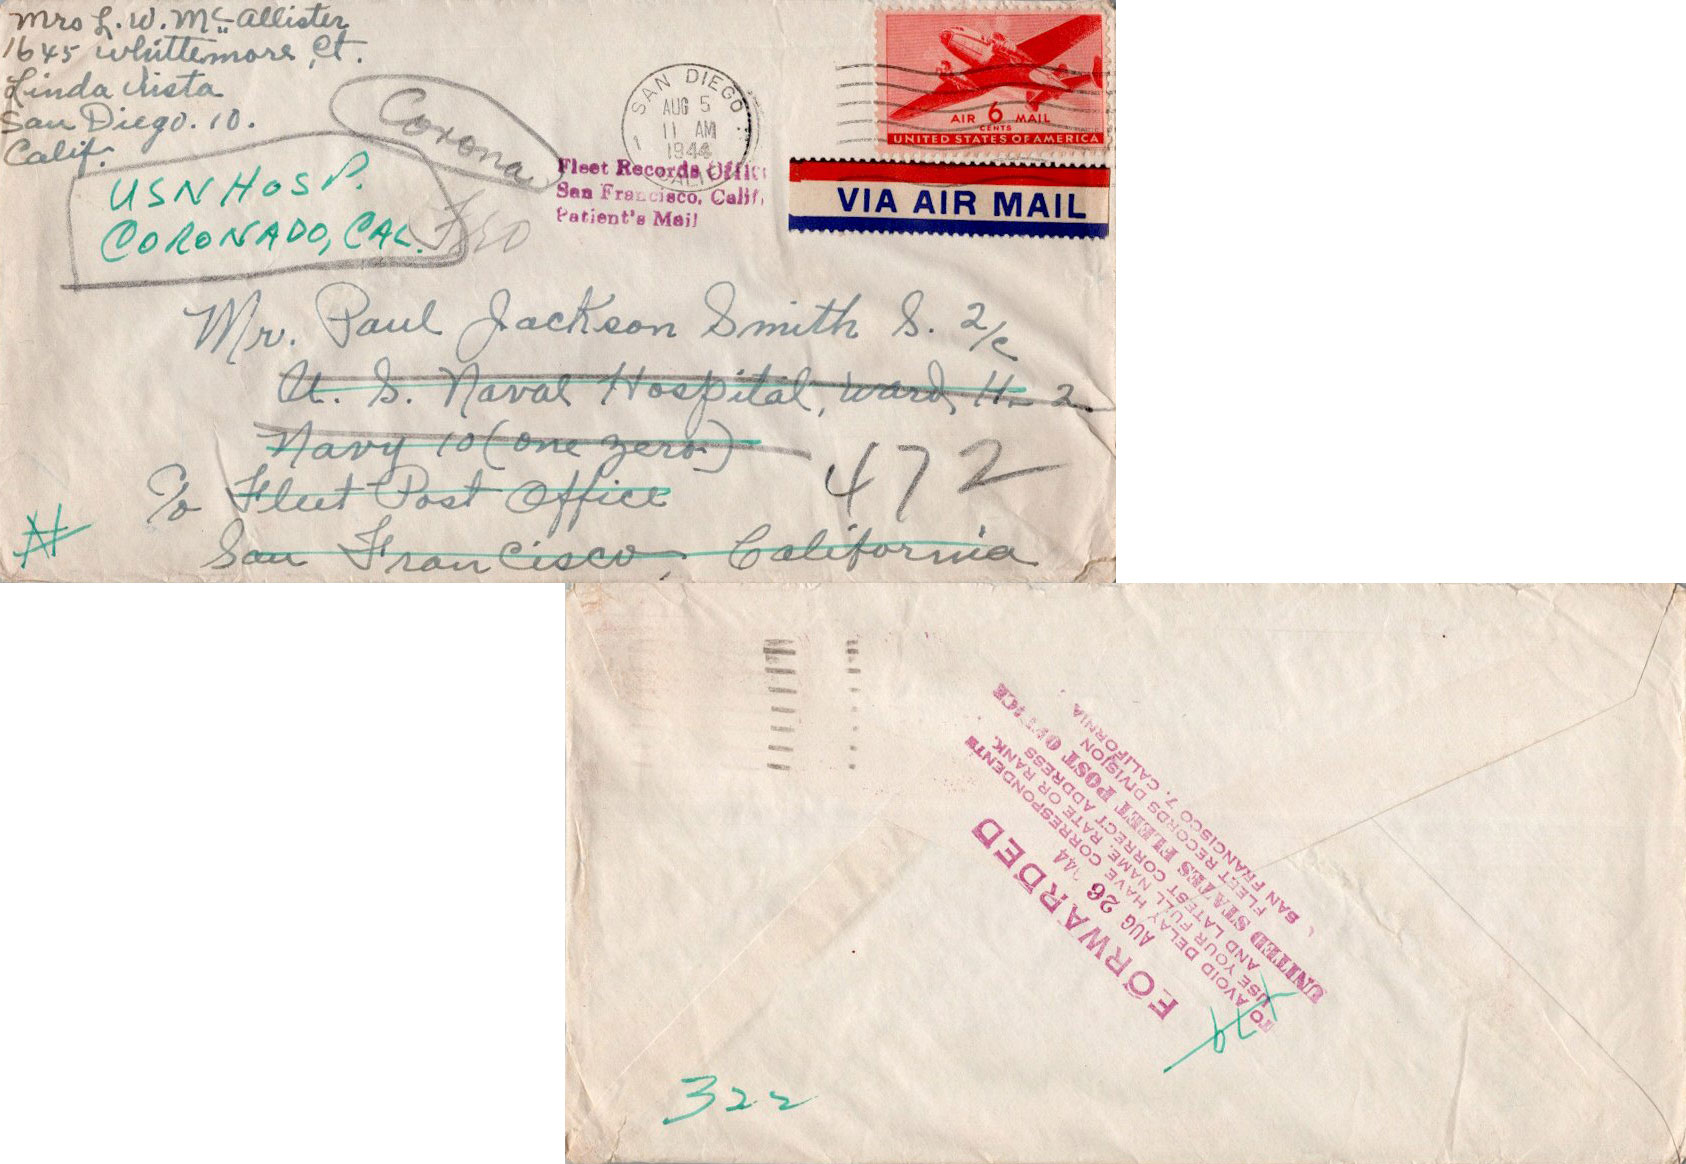 Mrs L. W. McAllister
1645 Whittemore Ct.
Linda Vista
San Diego. 10.
Calif.
Corona
USN HOSP.
CORONADO, CAL.
SAN DIEGO
AUG 5
11 AM
1944
CALIF.
1
Fleet Records Office
San Francisco, Calif.
Patient's Mail
AIR 6 MAIL
CENTS
UNITED STATES OF AMERICA
VIA AIR MAIL
Mr. Paul Jackson Smith S. 2/c
U. S. Naval Hospital, Ward, H-2.
Navy 10 (one zero)
c/o Fleet Post Office
San Francisco, California
472
FORWARDED
AUG 26 '44
TO AVOID DELAY HAVE CORRESPONDENTS
USE YOUR FULL NAME, RATE OR RANK,
AND LATEST CORRECT ADDRESS
UNITED STATES FLEET POST OFFICE
FLEET RECORDS DIVISION
SAN FRANCISCO 7, CALIFORNIA
322